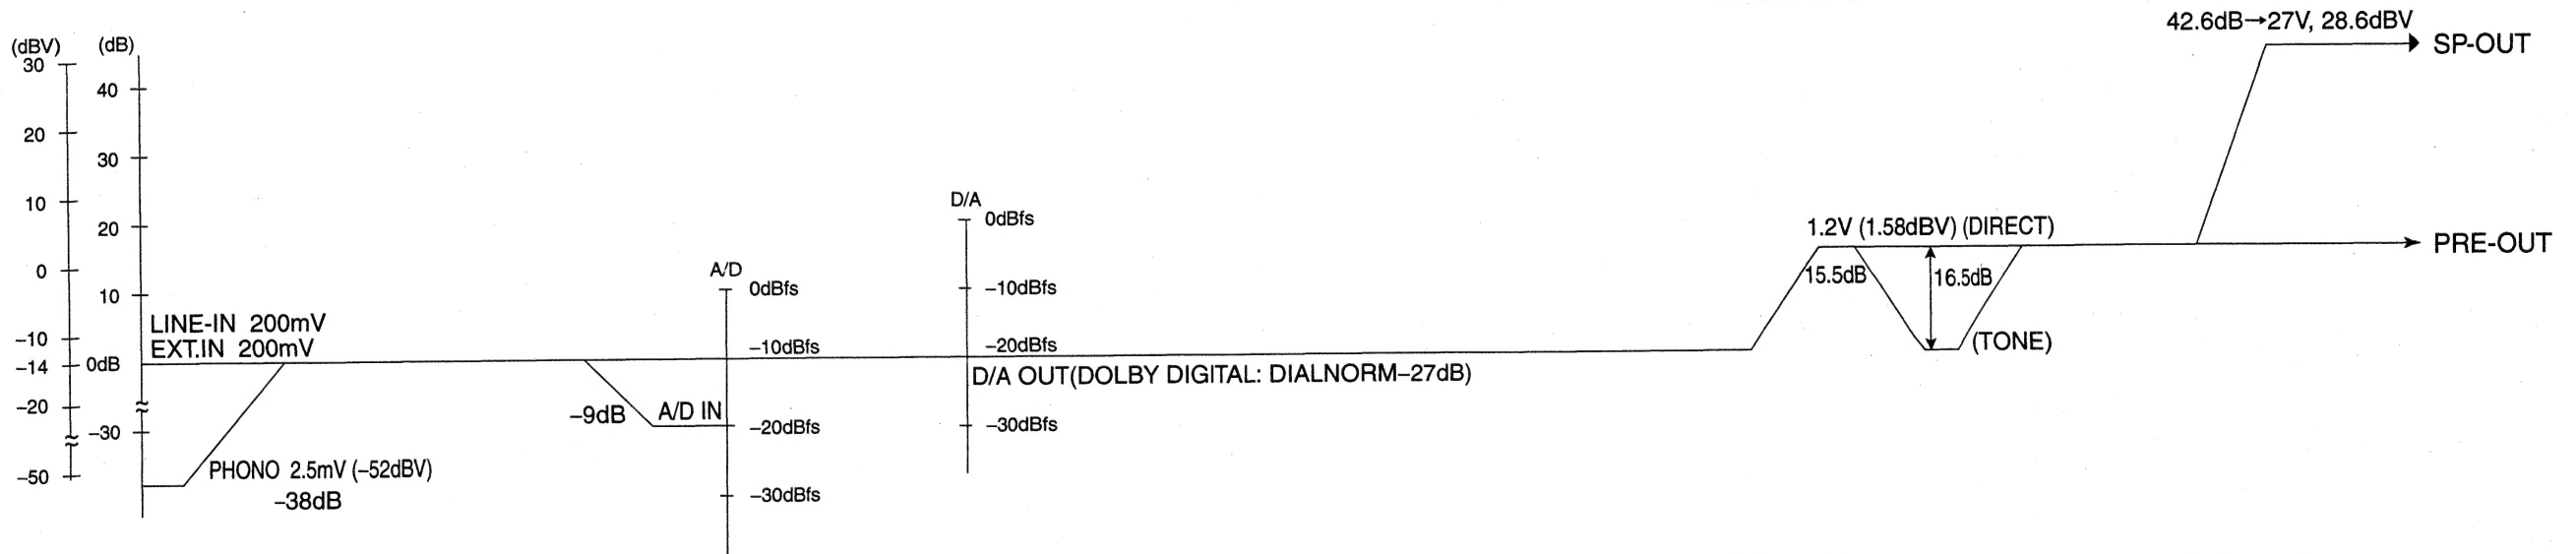 42.6dB→27V, 28.6dBV
SP-OUT
(dBV)
(dB)
30
40
20
30
10
20
0
10
−10
−14
0dB
−20
−30
−50
LINE-IN 200mV
EXT.IN 200mV
PHONO 2.5mV (−52dBV)
−38dB
−9dB
A/D IN
A/D
0dBfs
−10dBfs
−20dBfs
−30dBfs
D/A
0dBfs
−10dBfs
−20dBfs
−30dBfs
D/A OUT(DOLBY DIGITAL: DIALNORM−27dB)
1.2V (1.58dBV) (DIRECT)
15.5dB
16.5dB
(TONE)
PRE-OUT